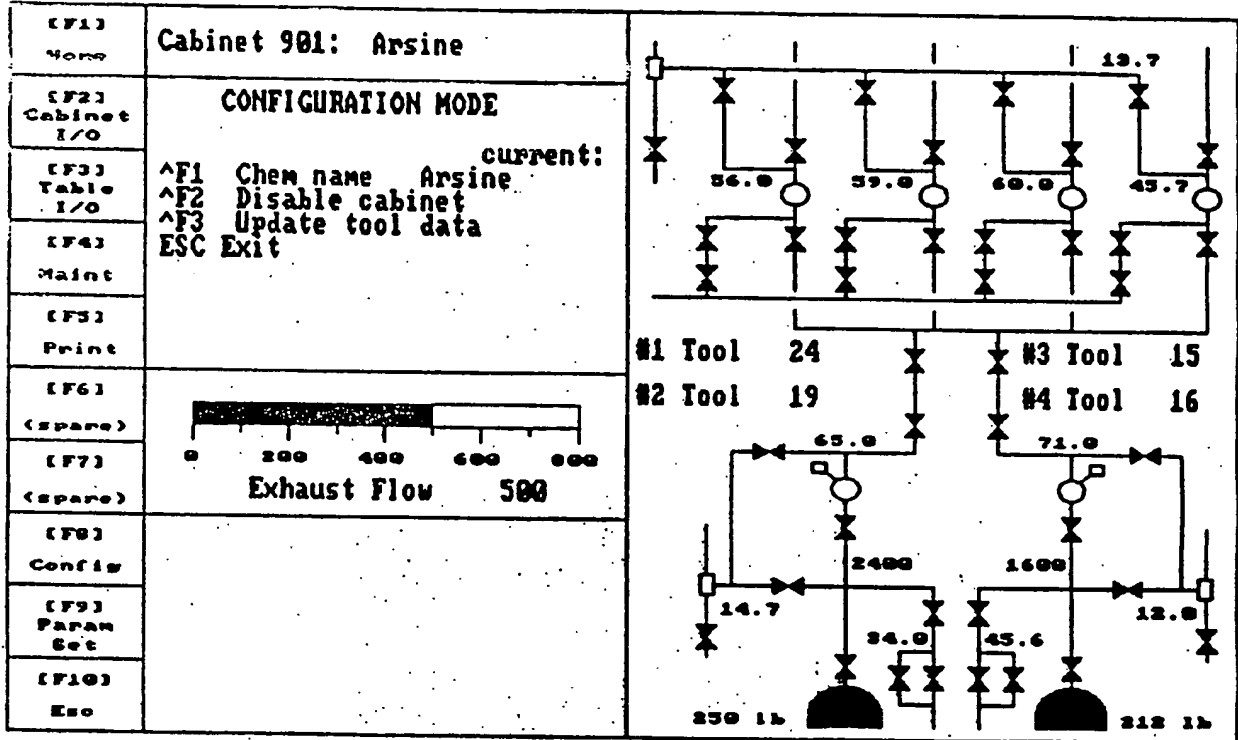 [F1]
Home
[F2]
Cabinet
I/O
[F3]
Table
I/O
[F4]
Maint
[F5]
Print
[F6]
(spare)
[F7]
(spare)
[F8]
Config
[F9]
Param
Set
[F10]
Esc
Cabinet 901: Arsine
CONFIGURATION MODE
current:
^F1 Chem name Arsine
^F2 Disable cabinet
^F3 Update tool data
ESC Exit
0 200 400 600 800
Exhaust Flow 500
13.7
56.0 59.0 60.0 45.7
#1 Tool 24 #3 Tool 15
#2 Tool 19 #4 Tool 16
65.0 71.0
2400 1600
14.7 12.8
34.0 45.6
250 lb 212 lb